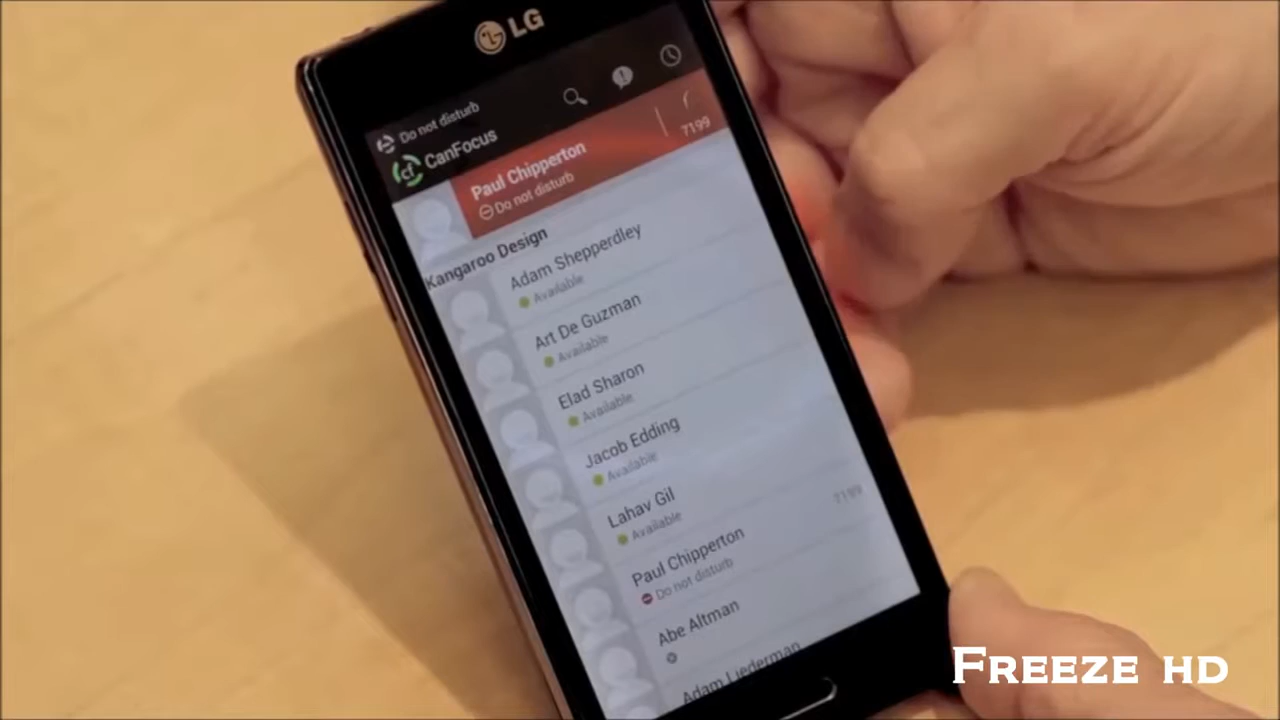 LG
Do not disturb
CanFocus
Paul Chipperton
Do not disturb
7199
Kangaroo Design
Adam Shepperdley
Available
Art De Guzman
Available
Elad Sharon
Available
Jacob Edding
Available
Lahav Gil
Available
Paul Chipperton
7199
Do not disturb
Abe Altman
Adam Liederman
Freeze HD